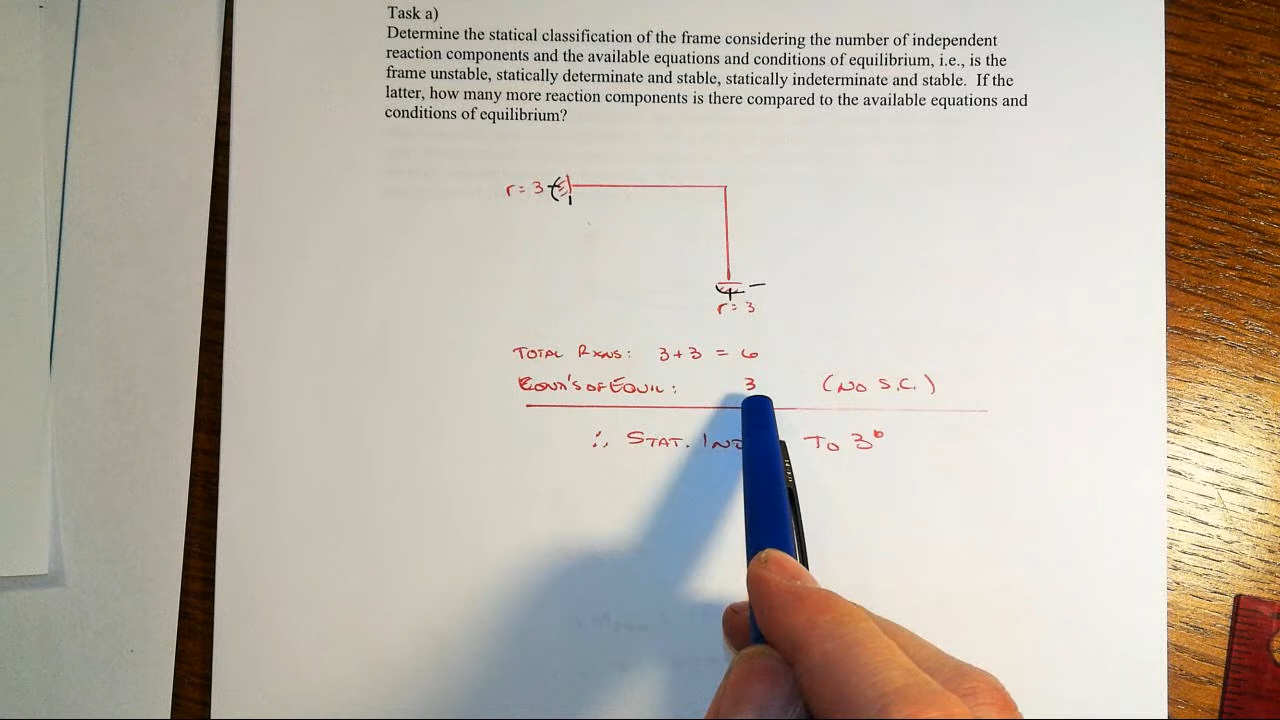 Task a)
Determine the statical classification of the frame considering the number of independent
reaction components and the available equations and conditions of equilibrium, i.e., is the
frame unstable, statically determinate and stable, statically indeterminate and stable. If the
latter, how many more reaction components is there compared to the available equations and
conditions of equilibrium?
r = 3
r = 3
TOTAL RXNS: 3+3 = 6
EQUN'S OF EQUIL: 3 (NO S.C.)
∴ STAT. TO 3°